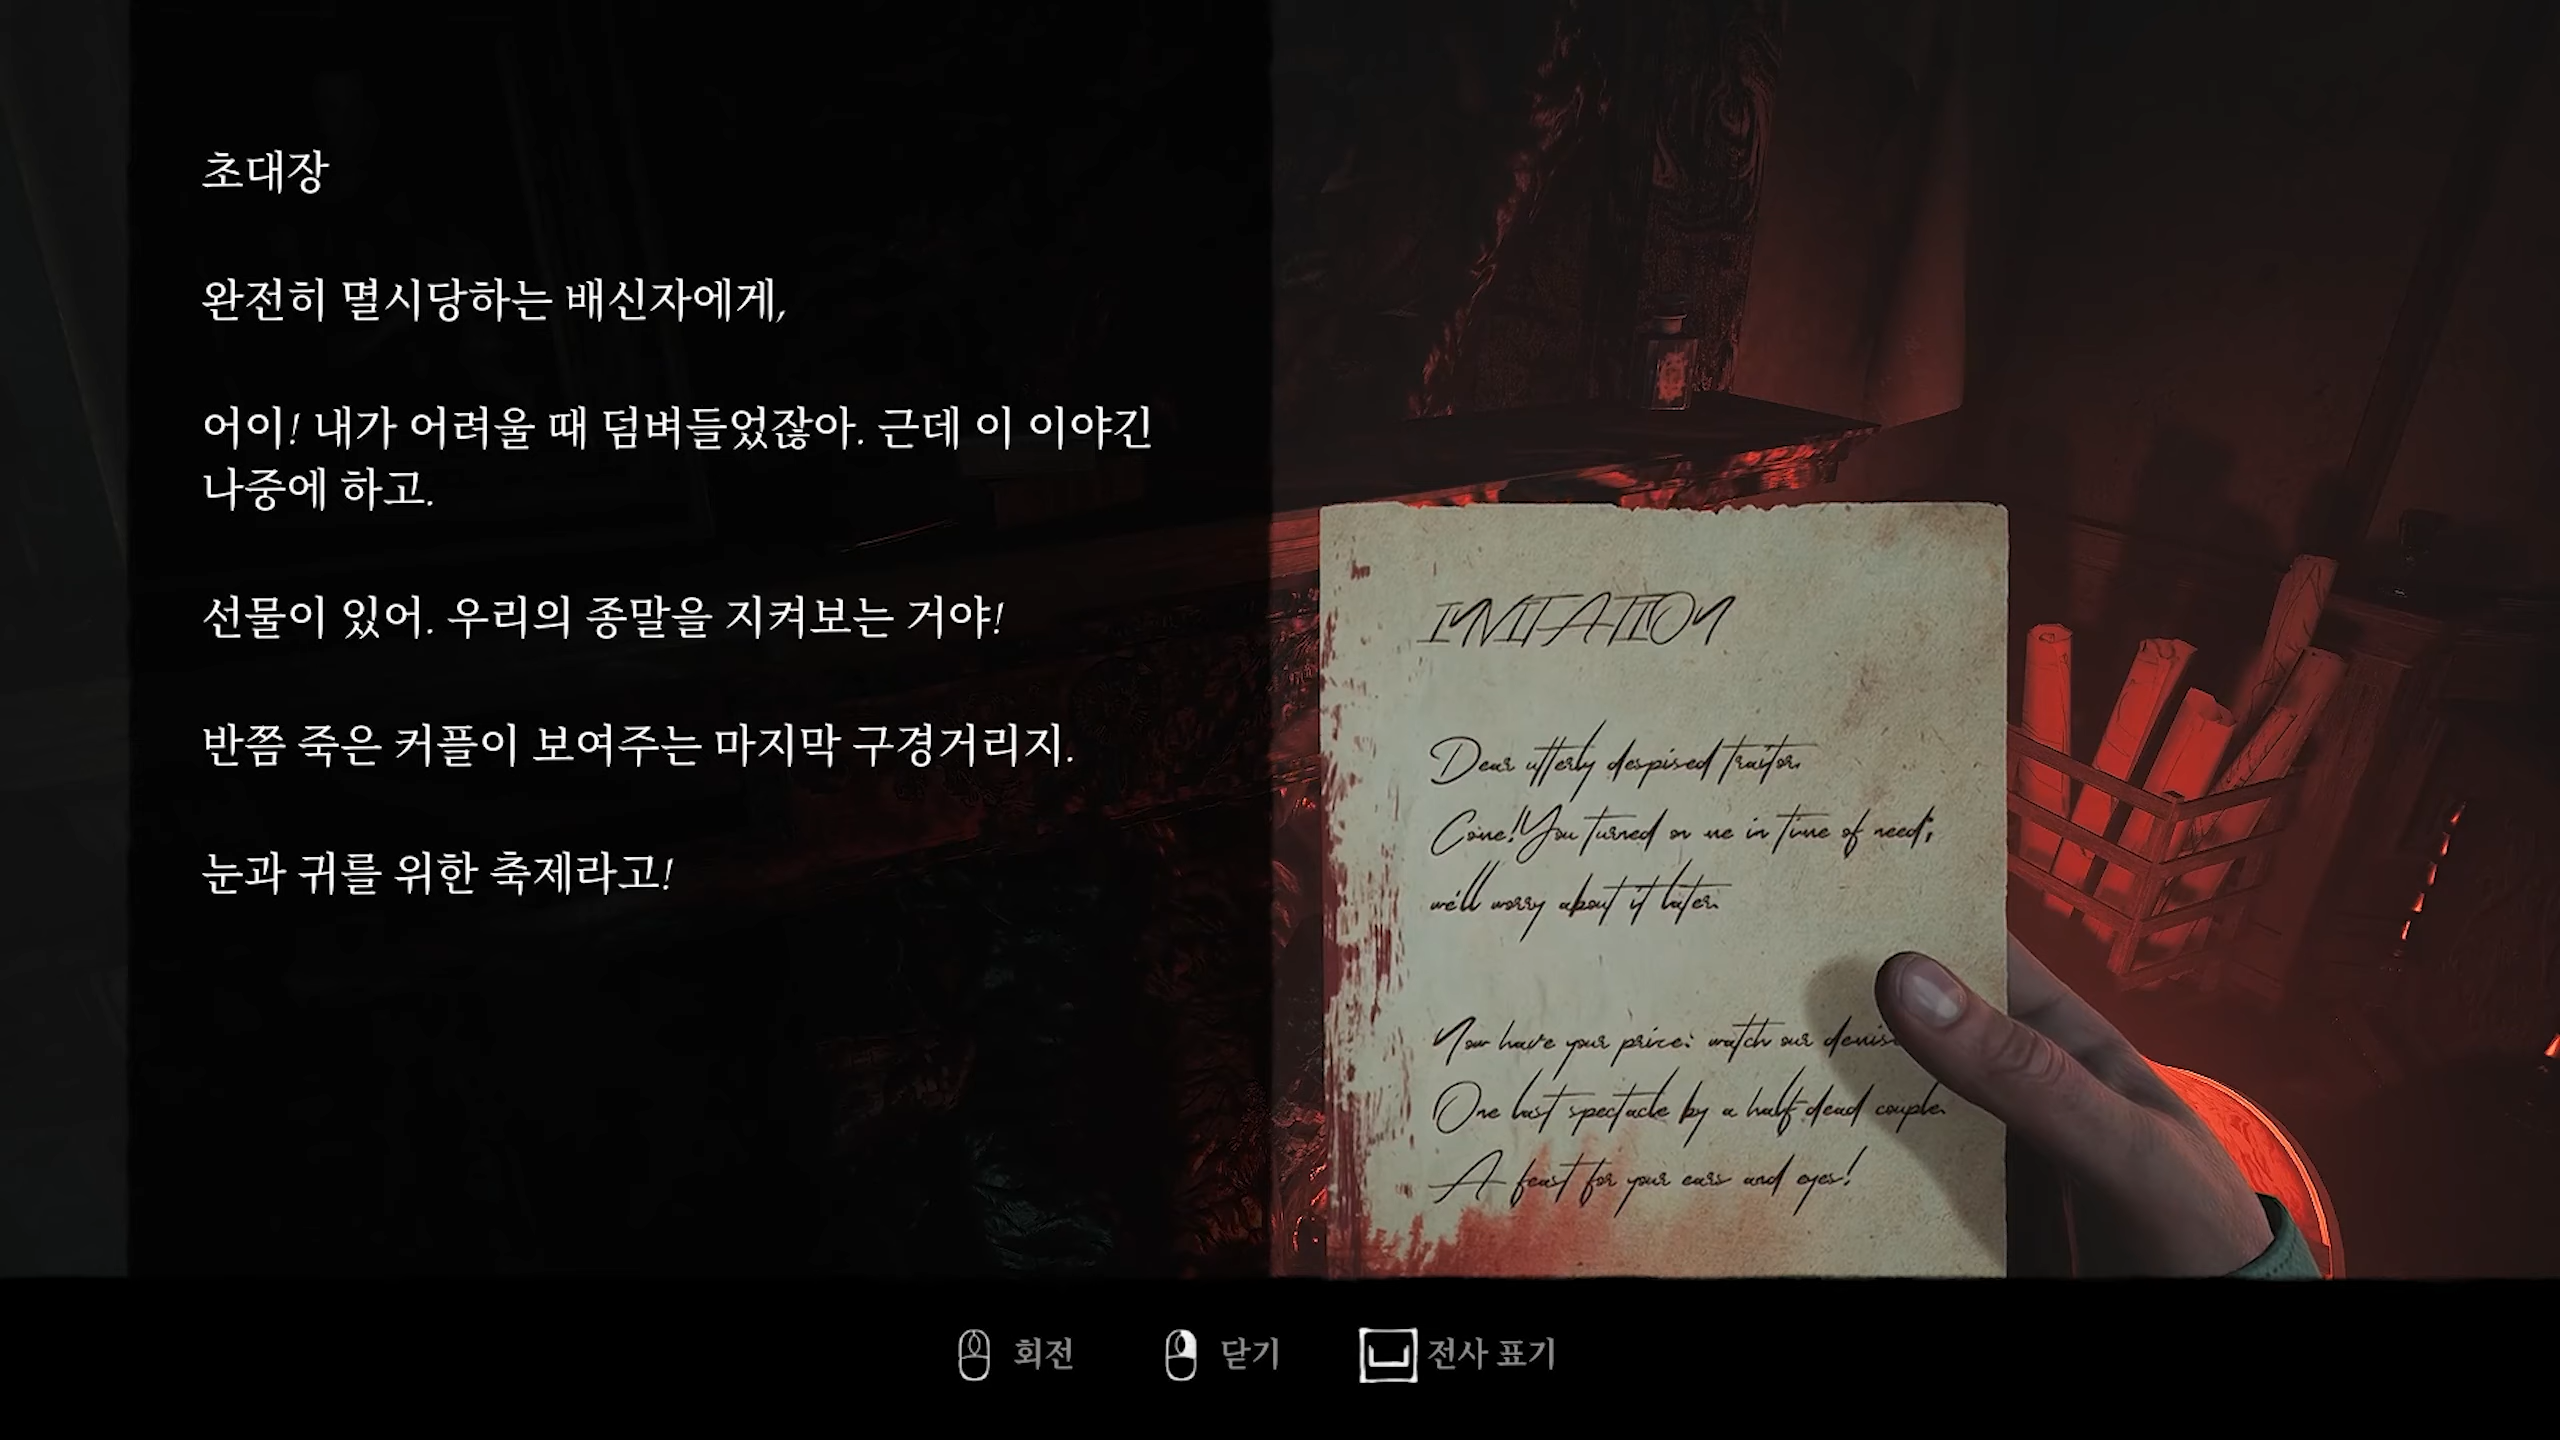 초대장
완전히 멸시당하는 배신자에게,
어이! 내가 어려울 때 덤벼들었잖아. 근데 이 이야긴
나중에 하고.
선물이 있어. 우리의 종말을 지켜보는 거야!
반쯤 죽은 커플이 보여주는 마지막 구경거리지.
눈과 귀를 위한 축제라고!
INVITATION
Dear utterly despised traitor.
Come! You turned on me in time of need;
we'll worry about it later.
Now have your price: watch our
One last spectacle by a half-dead couple.
A feast for your ears and eyes!
회전
닫기
전사 표기